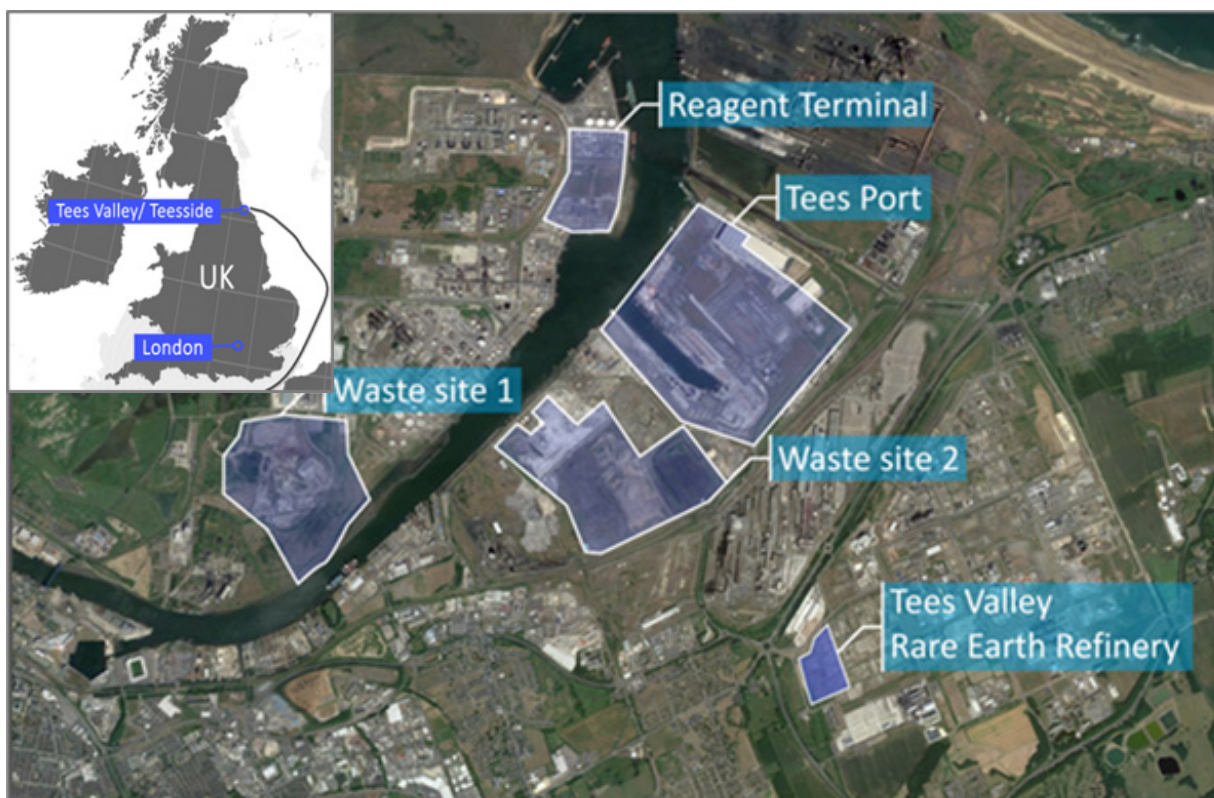 Tees Valley/ Teesside
UK
London
Reagent Terminal
Tees Port
Waste site 1
Waste site 2
Tees Valley
Rare Earth Refinery